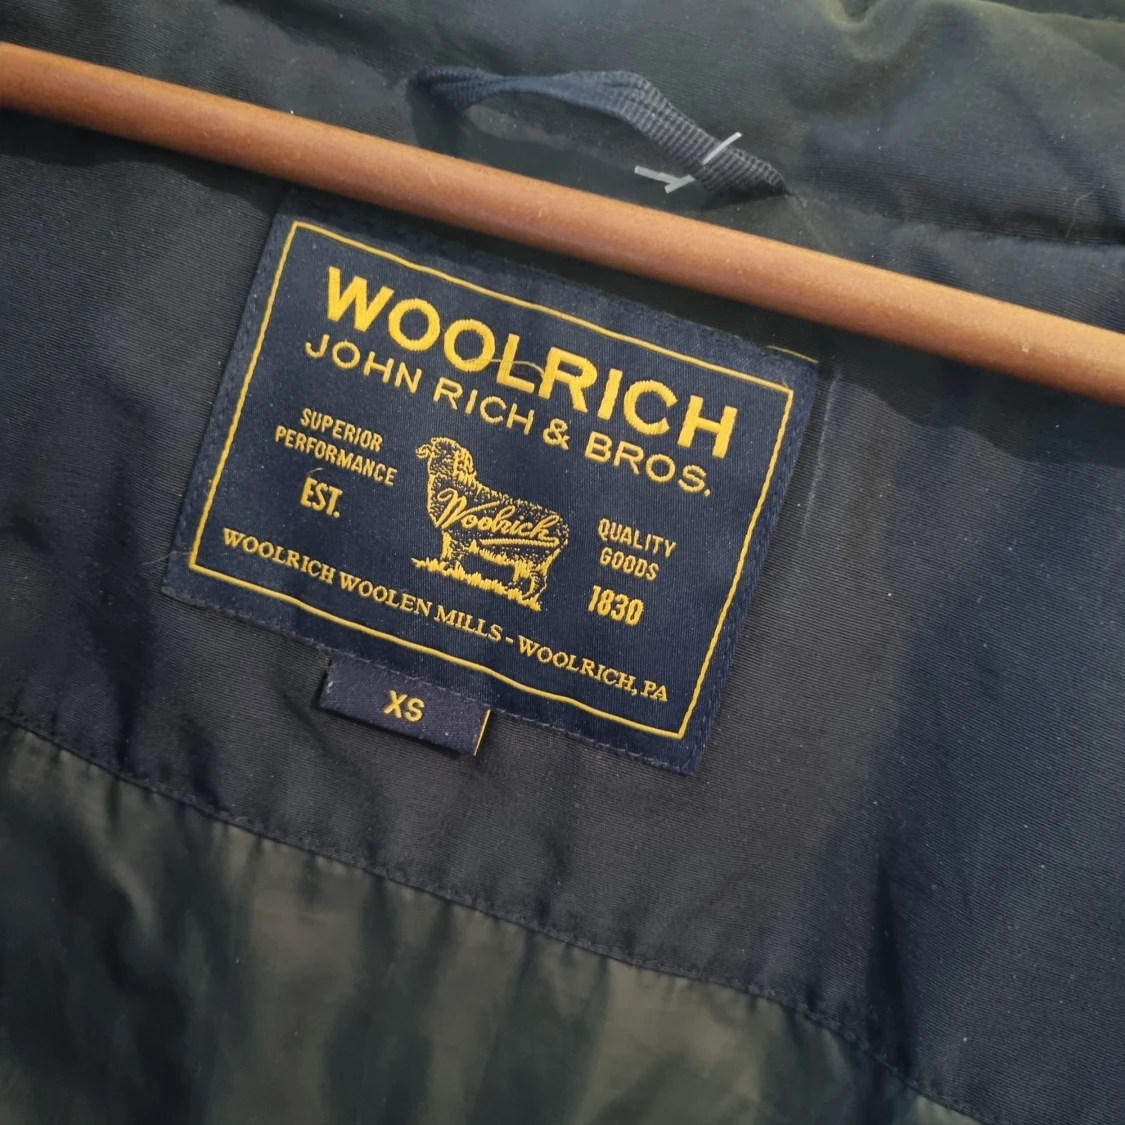 WOOLRICH
JOHN RICH & BROS.
SUPERIOR
PERFORMANCE
EST.
Woolrich
QUALITY
GOODS
1830
WOOLRICH WOOLEN MILLS - WOOLRICH, PA
XS